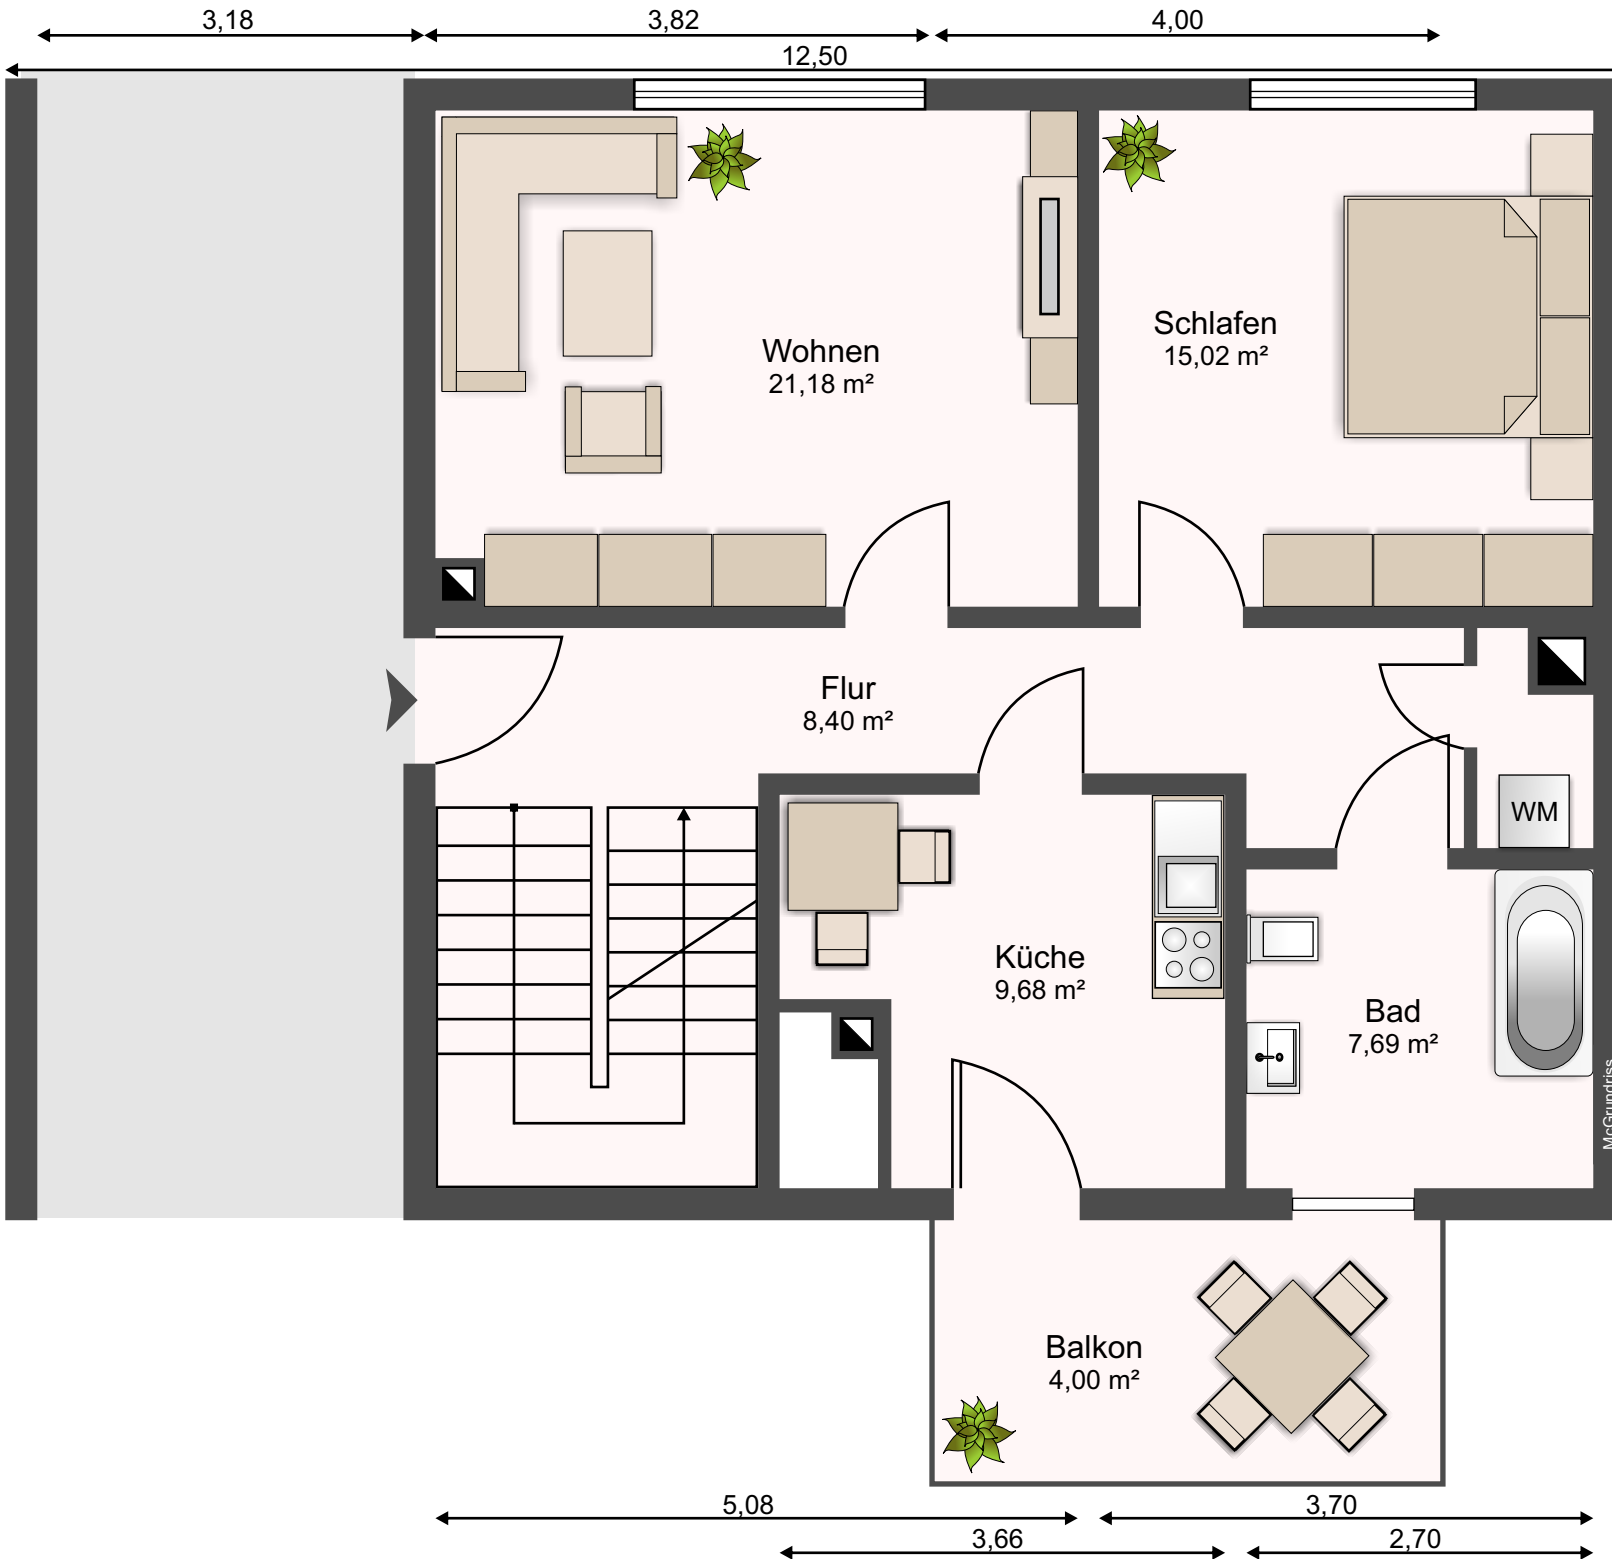 3,18
3,82
4,00
12,50
Wohnen
21,18 m²
Schlafen
15,02 m²
Flur
8,40 m²
WM
Küche
9,68 m²
Bad
7,69 m²
McGrundriss
Balkon
4,00 m²
5,08
3,70
3,66
2,70